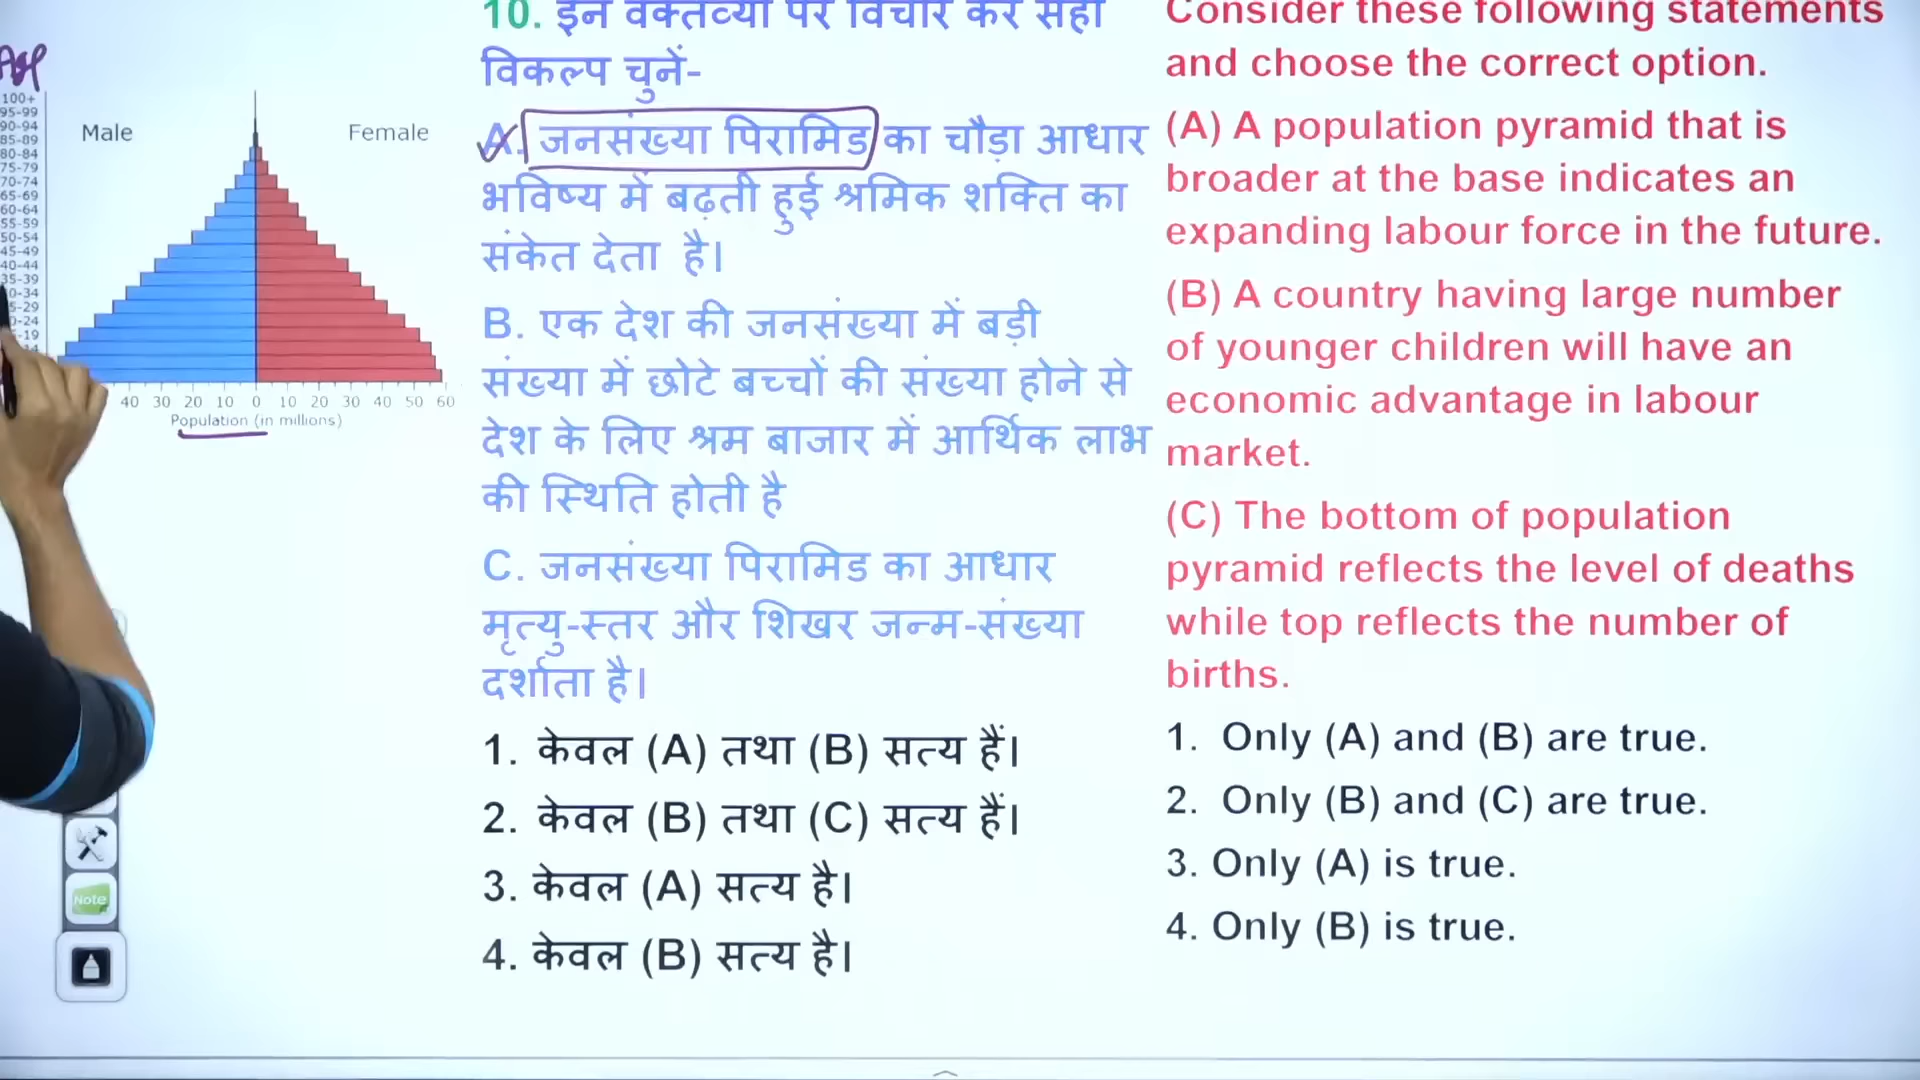 10. इन वक्तव्यों पर विचार कर सही
विकल्प चुनें-
A. जनसंख्या पिरामिड का चौड़ा आधार
भविष्य में बढ़ती हुई श्रमिक शक्ति का
संकेत देता है।
B. एक देश की जनसंख्या में बड़ी
संख्या में छोटे बच्चों की संख्या होने से
देश के लिए श्रम बाजार में आर्थिक लाभ
की स्थिति होती है
C. जनसंख्या पिरामिड का आधार
मृत्यु-स्तर और शिखर जन्म-संख्या
दर्शाता है।
1. केवल (A) तथा (B) सत्य हैं।
2. केवल (B) तथा (C) सत्य हैं।
3. केवल (A) सत्य है।
4. केवल (B) सत्य है।
Consider these following statements
and choose the correct option.
(A) A population pyramid that is
broader at the base indicates an
expanding labour force in the future.
(B) A country having large number
of younger children will have an
economic advantage in labour
market.
(C) The bottom of population
pyramid reflects the level of deaths
while top reflects the number of
births.
1. Only (A) and (B) are true.
2. Only (B) and (C) are true.
3. Only (A) is true.
4. Only (B) is true.
100+
95-99
90-94
85-89
80-84
75-79
70-74
65-69
60-64
55-59
50-54
45-49
40-44
35-39
Male
Female
40 30 20 10 0 10 20 30 40 50 60
Population (in millions)
Note